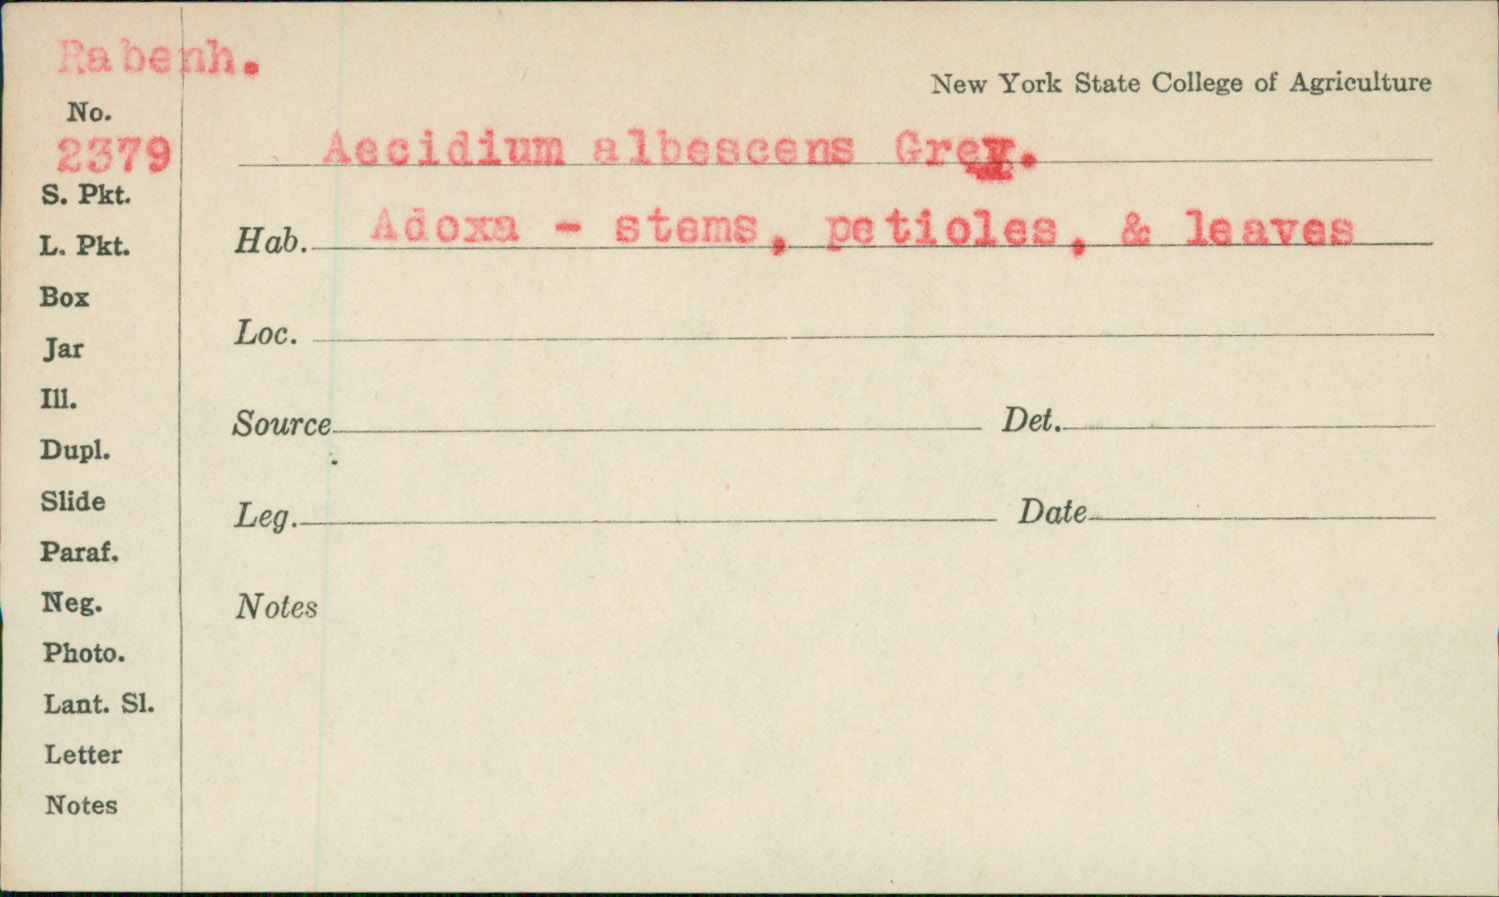 Rabenh.
New York State College of Agriculture
No.
2379
Aecidium albescens Grev.
S. Pkt.
Hab. Adoxa - stems, petioles, & leaves
L. Pkt.
Box
Loc.
Jar
Ill.
Source Det.
Dupl.
Slide
Leg. Date
Paraf.
Neg.
Notes
Photo.
Lant. Sl.
Letter
Notes